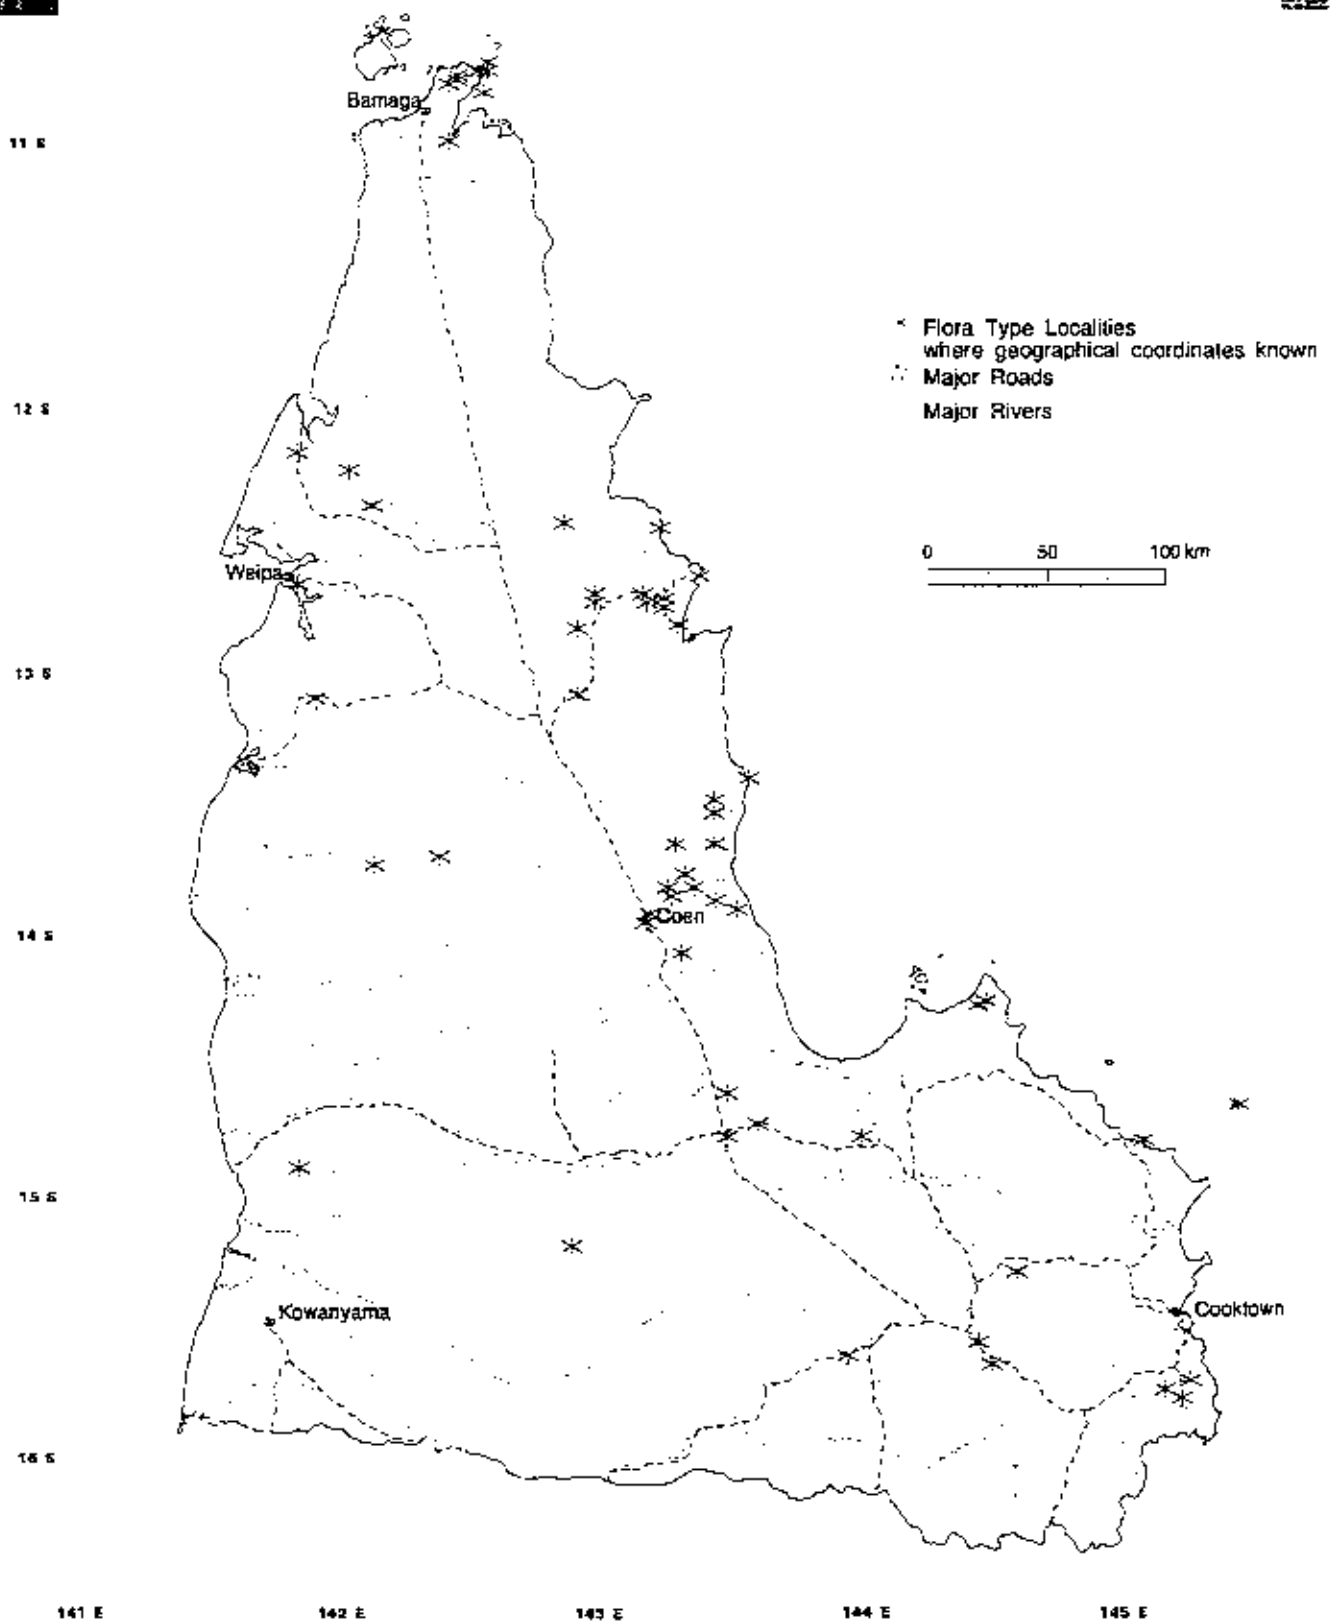 Bamaga
11 S
Flora Type Localities
where geographical coordinates known
Major Roads
Major Rivers
12 S
0 50 100 km
Weipa
13 S
Coen
14 S
15 S
Kowanyama
Cooktown
16 S
141 E 142 E 143 E 144 E 145 E